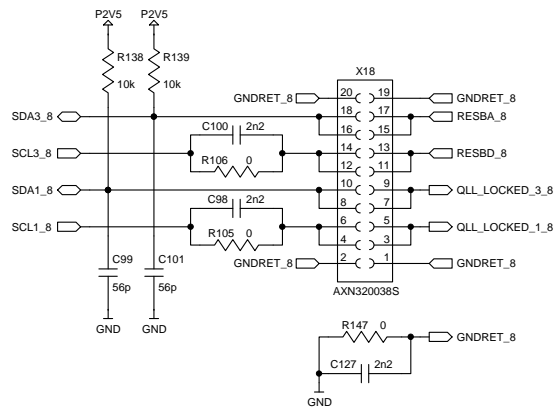 P2V5 P2V5
R138 R139
10k 10k
X18
GNDRET_8 20 19 GNDRET_8
SDA3_8 18 17 RESBA_8
C100 2n2 16 15
SCL3_8 14 13 RESBD_8
R106 0 12 11
SDA1_8 10 9 QLL_LOCKED_3_8
C98 2n2 8 7
SCL1_8 6 5 QLL_LOCKED_1_8
R105 0 4 3
C99 C101 GNDRET_8 2 1 GNDRET_8
56p 56p AXN320038S
GND GND
R147 0 GNDRET_8
C127 2n2
GND